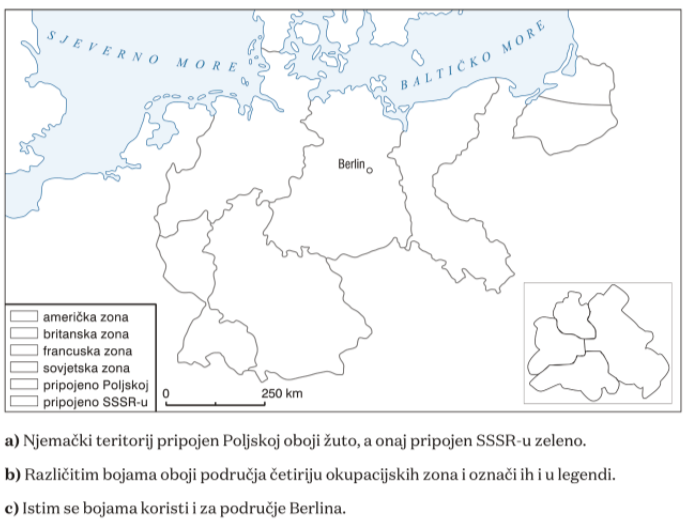 SJEVERNO MORE
BALTIČKO MORE
Berlin
američka zona
britanska zona
francuska zona
sovjetska zona
pripojeno Poljskoj
pripojeno SSSR-u
0 250 km
a) Njemački teritorij pripojen Poljskoj oboji žuto, a onaj pripojen SSSR-u zeleno.
b) Različitim bojama oboji područja četiriju okupacijskih zona i označi ih i u legendi.
c) Istim se bojama koristi i za područje Berlina.